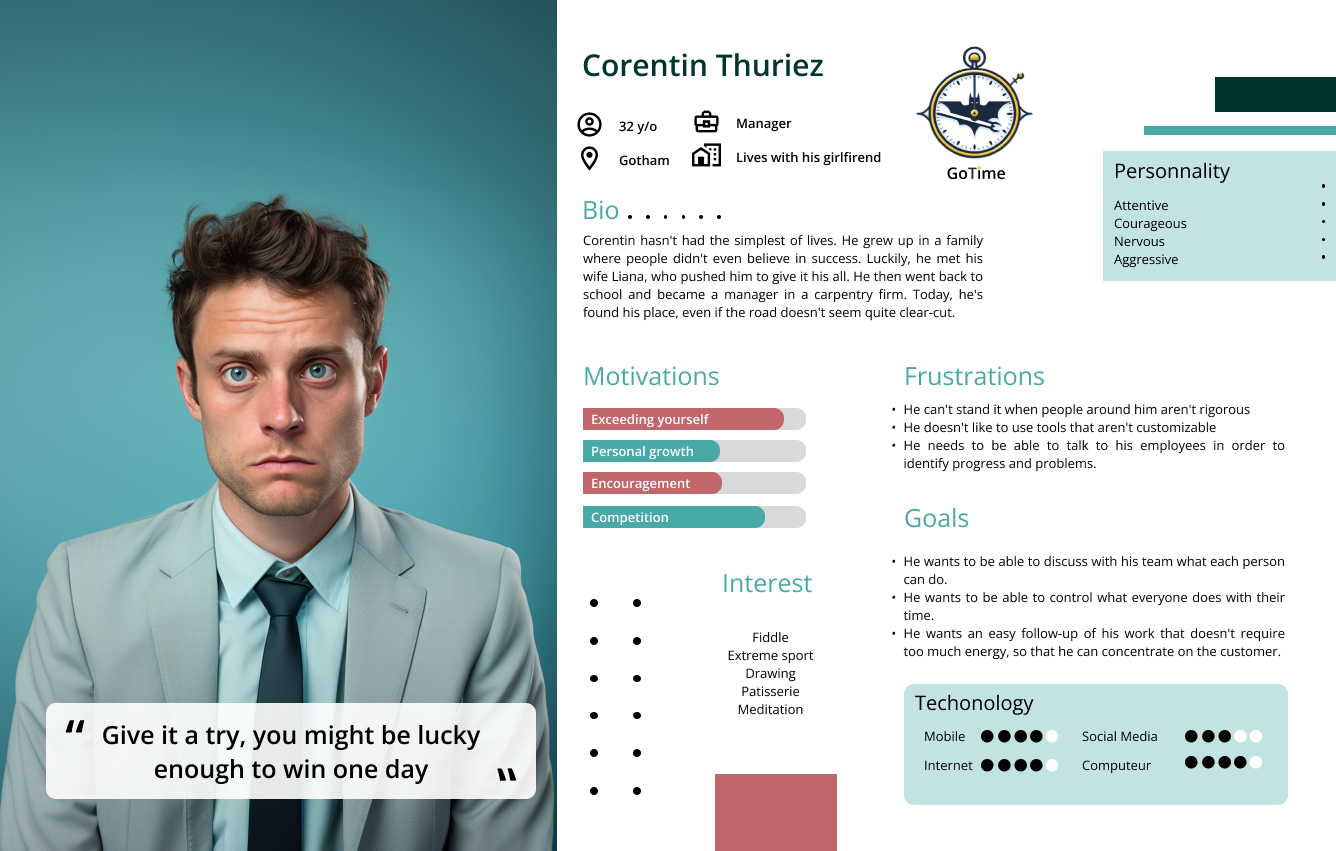 Corentin Thuriez
32 y/o
Manager
Gotham
Lives with his girlfirend
GoTime
Personnality
Attentive
Courageous
Nervous
Aggressive
Bio
Corentin hasn't had the simplest of lives. He grew up in a family
where people didn't even believe in success. Luckily, he met his
wife Liana, who pushed him to give it his all. He then went back to
school and became a manager in a carpentry firm. Today, he's
found his place, even if the road doesn't seem quite clear-cut.
Motivations
Exceeding yourself
Personal growth
Encouragement
Competition
Frustrations
• He can't stand it when people around him aren't rigorous
• He doesn't like to use tools that aren't customizable
• He needs to be able to talk to his employees in order to
identify progress and problems.
Goals
• He wants to be able to discuss with his team what each person
can do.
• He wants to be able to control what everyone does with their
time.
• He wants an easy follow-up of his work that doesn't require
too much energy, so that he can concentrate on the customer.
Interest
Fiddle
Extreme sport
Drawing
Patisserie
Meditation
Techonology
Mobile
Social Media
Internet
Computeur
“ Give it a try, you might be lucky
enough to win one day "